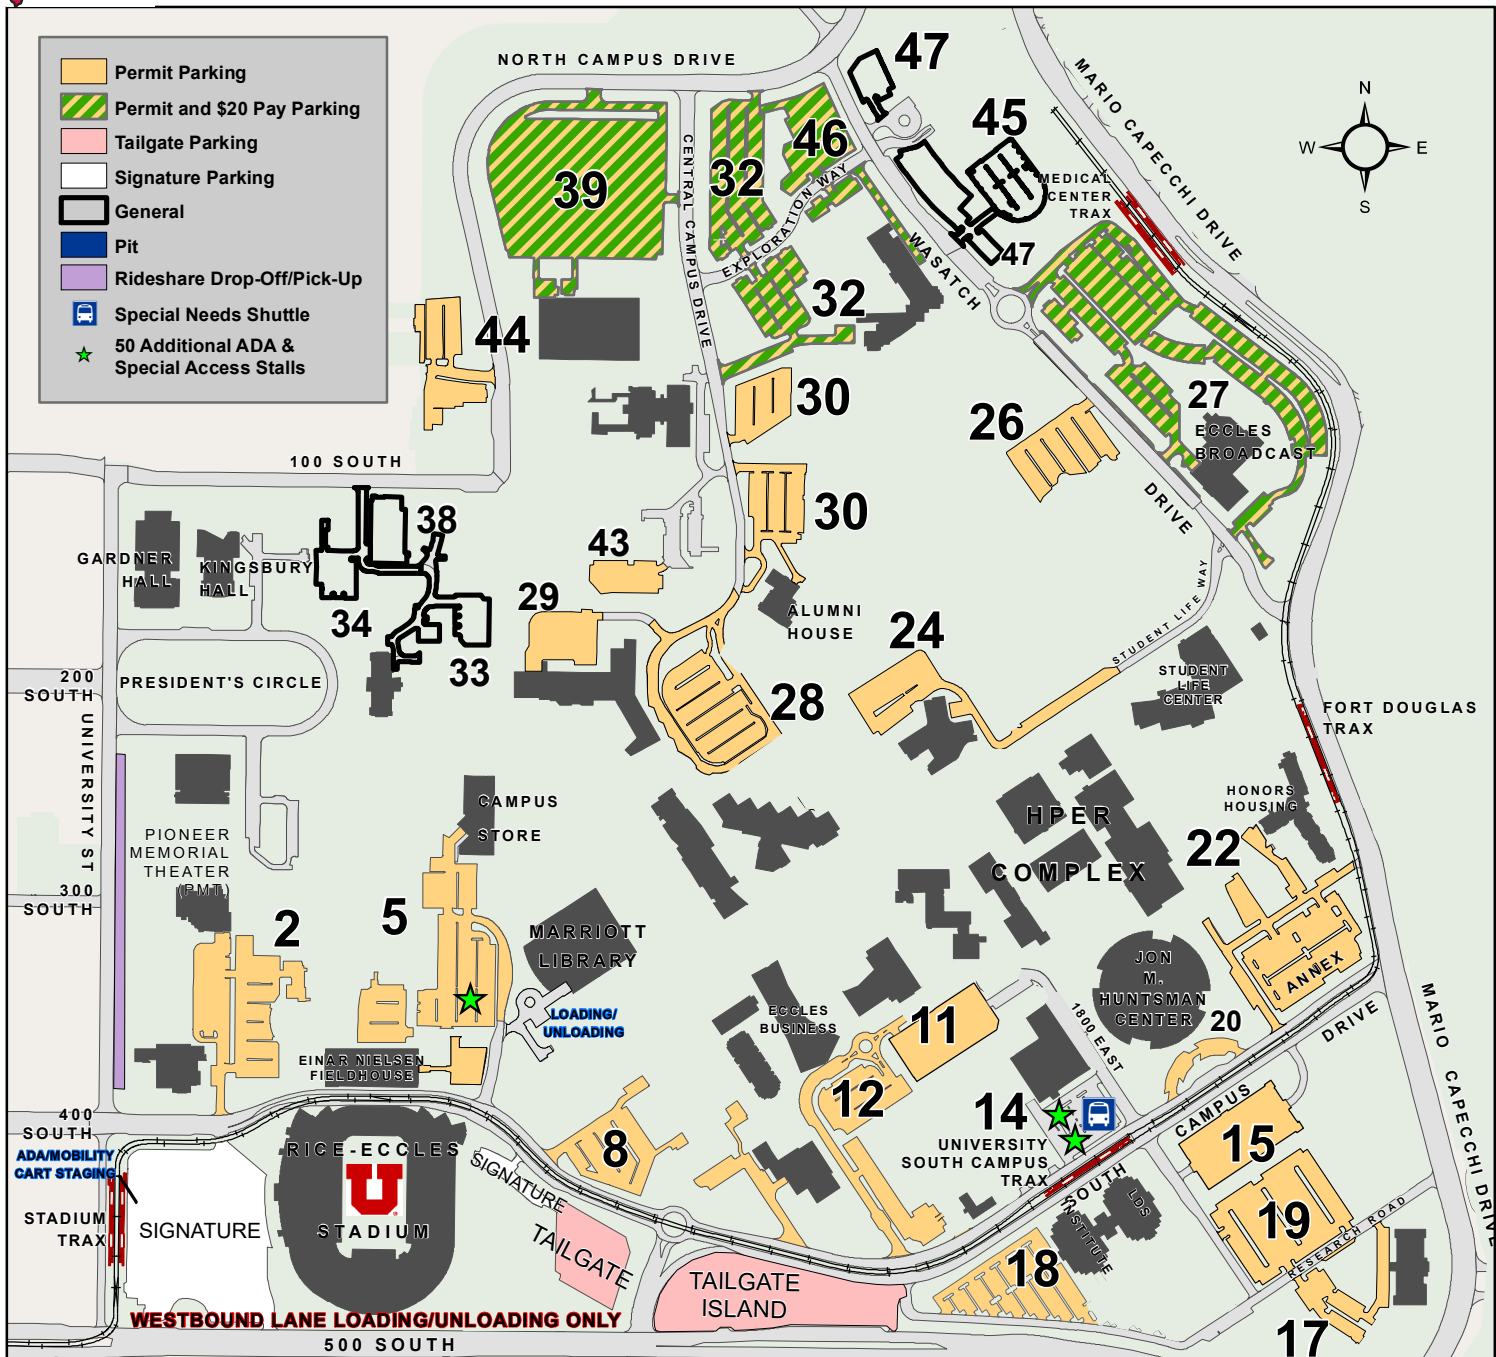 Permit Parking
Permit and $20 Pay Parking
Tailgate Parking
Signature Parking
General
Pit
Rideshare Drop-Off/Pick-Up
Special Needs Shuttle
50 Additional ADA &
Special Access Stalls
NORTH CAMPUS DRIVE
47
MARIO CAPECCHI DRIVE
N
W
E
S
45
46
32
39
CENTRAL CAMPUS DRIVE
EXPLORATION WAY
MEDICAL
CENTER
TRAX
47
WASATCH
32
44
30
26
27
ECCLES
BROADCAST
100 SOUTH
DRIVE
30
38
43
GARDNER
HALL
KINGSBURY
HALL
34
33
29
ALUMNI
HOUSE
24
STUDENT LIFE WAY
STUDENT
LIFE
CENTER
200
SOUTH
PRESIDENT'S CIRCLE
28
FORT DOUGLAS
TRAX
UNIVERSITY ST
CAMPUS
STORE
HONORS
HOUSING
HPER
COMPLEX
22
PIONEER
MEMORIAL
THEATER
(PMT)
300
SOUTH
2
5
MARRIOTT
LIBRARY
JON
M.
HUNTSMAN
CENTER
ANNEX
LOADING/
UNLOADING
ECCLES
BUSINESS
11
1800 EAST
20
DRIVE
MARIO CAPECCHI DRIVE
EINAR NIELSEN
FIELDHOUSE
12
14
CAMPUS
400
SOUTH
ADA/MOBILITY
CART STAGING
RICE-ECCLES
U
STADIUM
SIGNATURE
8
UNIVERSITY
SOUTH CAMPUS
TRAX
SOUTH
15
STADIUM
TRAX
SIGNATURE
TAILGATE
LDS
INSTITUTE
19
RESEARCH ROAD
TAILGATE
ISLAND
18
17
WESTBOUND LANE LOADING/UNLOADING ONLY
500 SOUTH